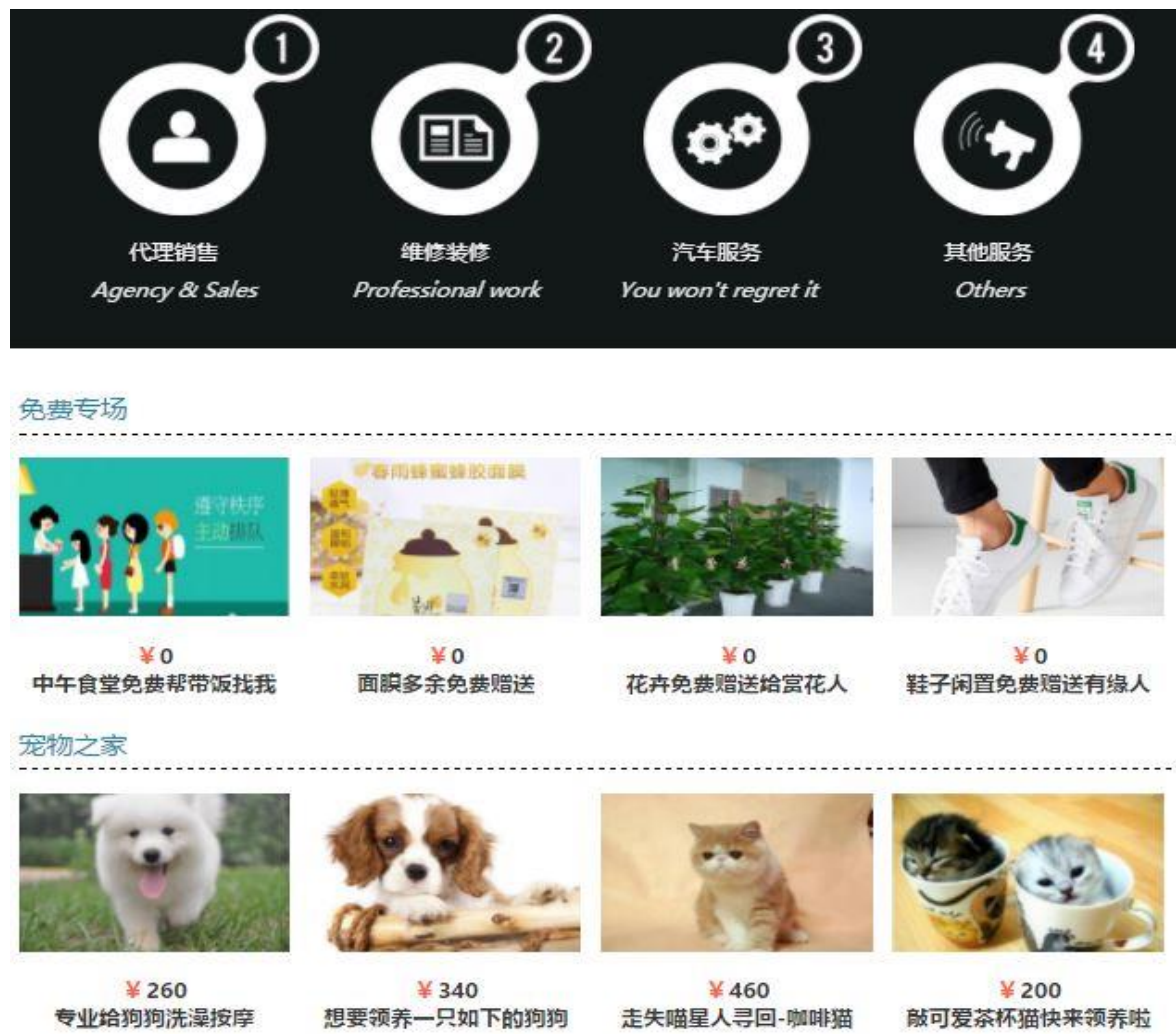 1
2
3
4
代理销售
维修装修
汽车服务
其他服务
Agency & Sales
Professional work
You won't regret it
Others
免费专场
遵守秩序
主动排队
春雨蜂蜜蜂胶面膜
¥0
¥0
¥0
¥0
中午食堂免费帮带饭找我
面膜多余免费赠送
花卉免费赠送给赏花人
鞋子闲置免费赠送有缘人
宠物之家
¥260
¥340
¥460
¥200
专业给狗狗洗澡按摩
想要领养一只如下的狗狗
走失喵星人寻回-咖啡猫
敲可爱茶杯猫快来领养啦